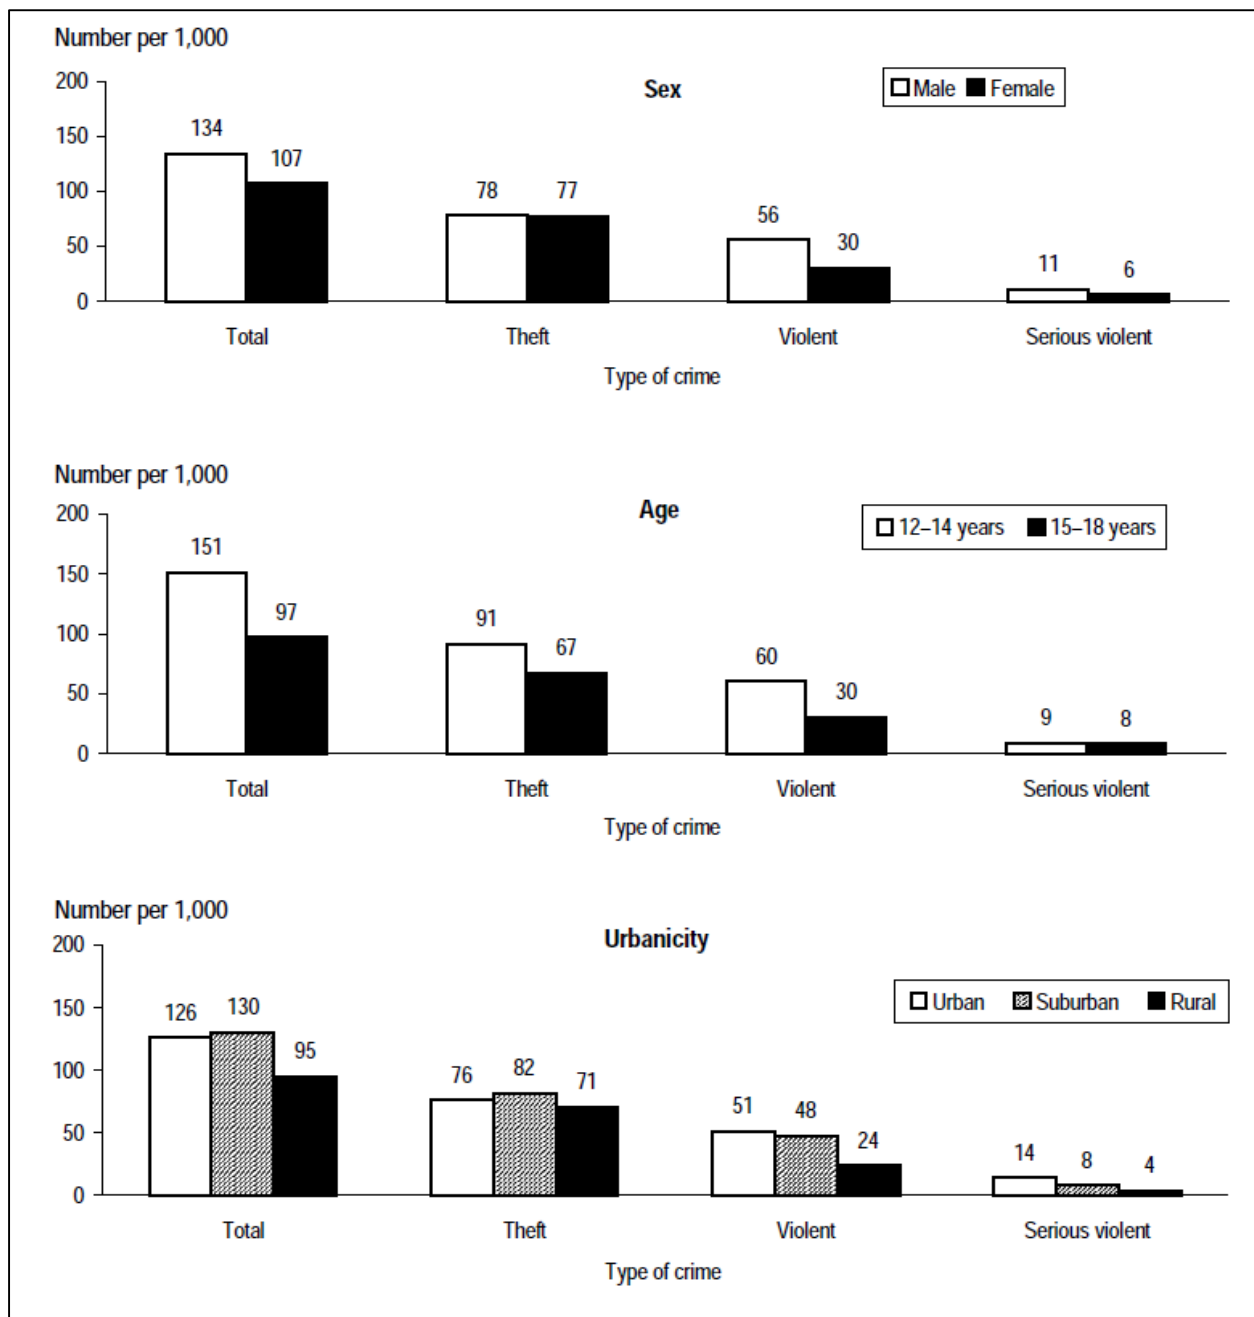 Number per 1,000
Sex
Male Female
200
150
100
50
0
134 107 78 77 56 30 11 6
Total Theft Violent Serious violent
Type of crime
Number per 1,000
Age
12–14 years 15–18 years
200
150
100
50
0
151 97 91 67 60 30 9 8
Total Theft Violent Serious violent
Type of crime
Number per 1,000
Urbanicity
Urban Suburban Rural
200
150
100
50
0
126 130 95 76 82 71 51 48 24 14 8 4
Total Theft Violent Serious violent
Type of crime